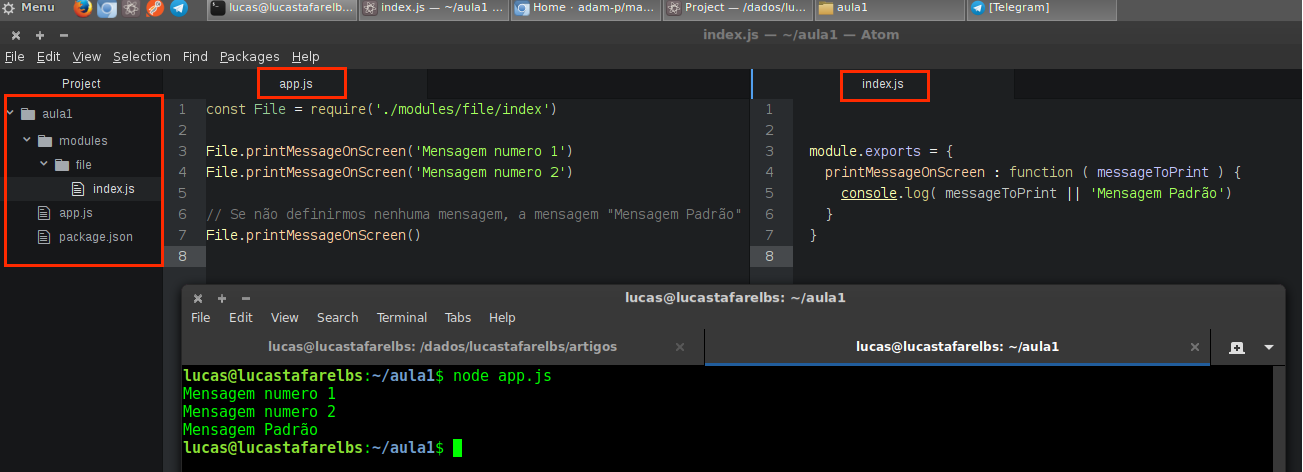 Menu
lucas@lucastafarelbs...
index.js — ~/aula1 — ...
Home · adam-p/ma...
Project — /dados/lu...
aula1
[Telegram]
index.js — ~/aula1 — Atom
File Edit View Selection Find Packages Help
Project
app.js
index.js
aula1
modules
file
index.js
app.js
package.json
1 const File = require('./modules/file/index')
2
3 File.printMessageOnScreen('Mensagem numero 1')
4 File.printMessageOnScreen('Mensagem numero 2')
5
6 // Se não definirmos nenhuma mensagem, a mensagem "Mensagem Padrão"
7 File.printMessageOnScreen()
8
1
2
3 module.exports = {
4 printMessageOnScreen : function ( messageToPrint ) {
5 console.log( messageToPrint || 'Mensagem Padrão')
6 }
7 }
8
lucas@lucastafarelbs: ~/aula1
File Edit View Search Terminal Tabs Help
lucas@lucastafarelbs: /dados/lucastafarelbs/artigos
lucas@lucastafarelbs: ~/aula1
lucas@lucastafarelbs:~/aula1$ node app.js
Mensagem numero 1
Mensagem numero 2
Mensagem Padrão
lucas@lucastafarelbs:~/aula1$